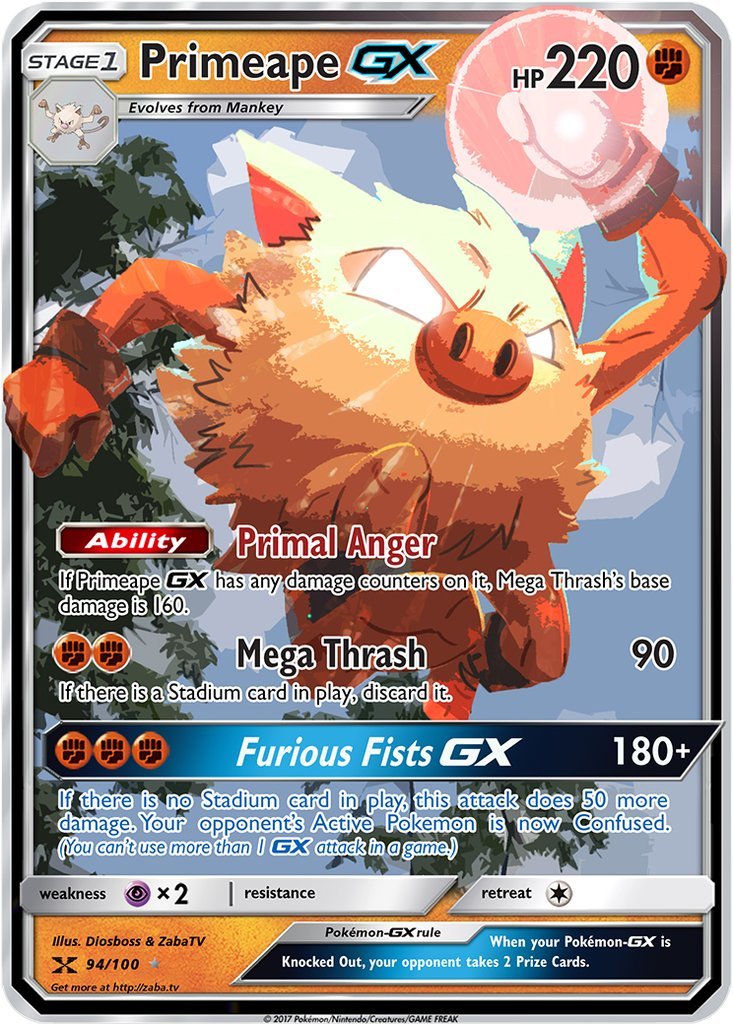 STAGE1 Primeape GX HP220
Evolves from Mankey
Ability Primal Anger
If Primeape GX has any damage counters on it, Mega Thrash's base
damage is 160.
Mega Thrash 90
If there is a Stadium card in play, discard it.
Furious Fists GX 180+
If there is no Stadium card in play, this attack does 50 more
damage. Your opponent's Active Pokemon is now Confused.
(You can't use more than 1 GX attack in a game.)
weakness ×2 resistance retreat
Illus. Diosboss & ZabaTV
94/100
Get more at http://zaba.tv
Pokémon-GX rule
When your Pokémon-GX is
Knocked Out, your opponent takes 2 Prize Cards.
© 2017 Pokémon/Nintendo/Creatures/GAME FREAK